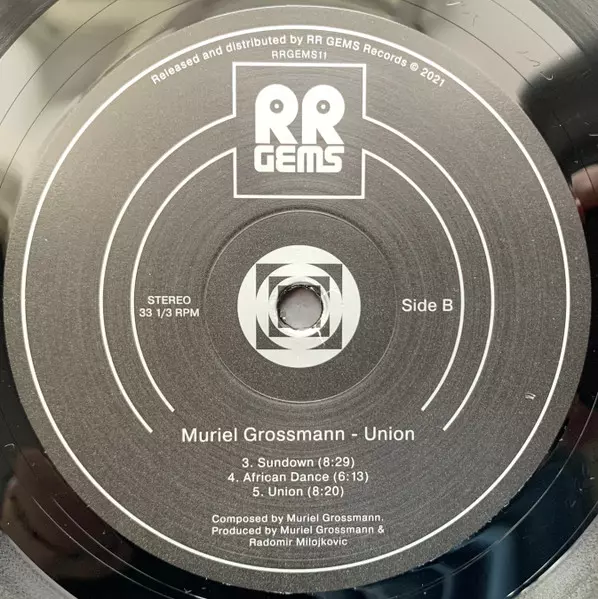 Released and distributed by RR GEMS Records © 2021
RRGEMS11
RR
GEMS
STEREO
33 1/3 RPM
Side B
Muriel Grossmann - Union
3. Sundown (8:29)
4. African Dance (6:13)
5. Union (8:20)
Composed by Muriel Grossmann.
Produced by Muriel Grossmann &
Radomir Milojkovic